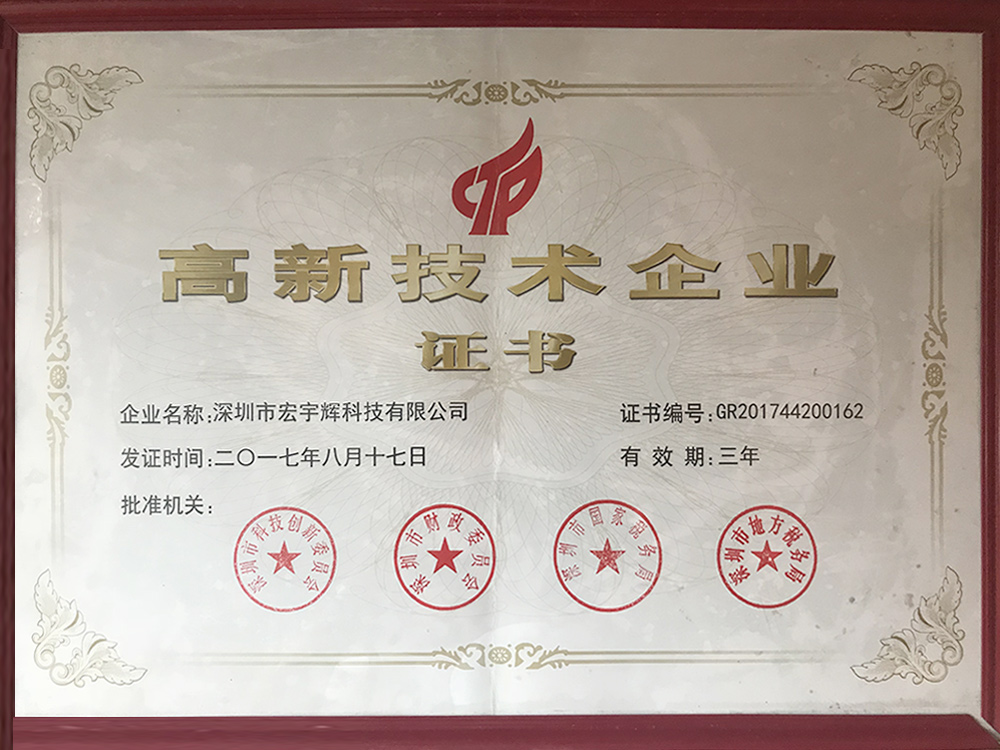 CTP
高新技术企业
证书
企业名称:深圳市宏宇辉科技有限公司
证书编号:GR201744200162
发证时间:二〇一七年八月十七日
有效期:三年
批准机关:
深圳市科技创新委员会
深圳市财政委员会
深圳市国家税务局
深圳市地方税务局